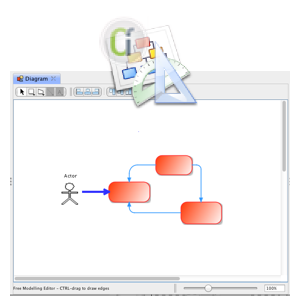 Diagram
Actor
Free Modelling Editor - CTRL-drag to draw edges
100%